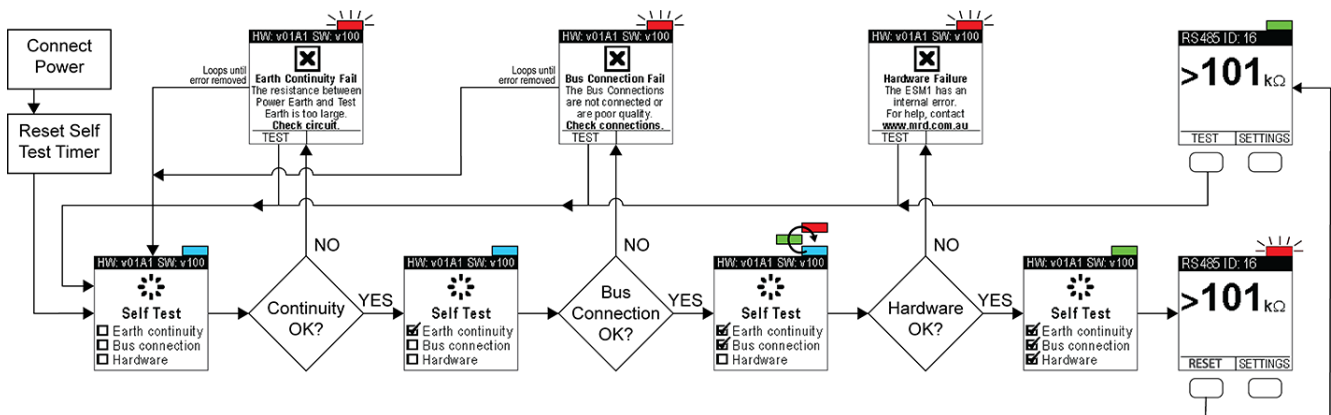 Connect
Power
Reset Self
Test Timer
Loops until
error removed
HW: v01A1 SW: v100
Earth Continuity Fail
The resistance between
Power Earth and Test
Earth is too large.
Check circuit.
TEST
Loops until
error removed
HW: v01A1 SW: v100
Bus Connection Fail
The Bus Connections
are not connected or
are poor quality.
Check connections.
TEST
HW: v01A1 SW: v100
Hardware Failure
The ESM1 has an
internal error.
For help, contact
www.mrd.com.au
TEST
RS485 ID: 16
>101kΩ
TEST SETTINGS
HW: v01A1 SW: v100
Self Test
Earth continuity
Bus connection
Hardware
NO
Continuity
OK?
YES
HW: v01A1 SW: v100
Self Test
Earth continuity
Bus connection
Hardware
NO
Bus
Connection
OK?
YES
HW: v01A1 SW: v100
Self Test
Earth continuity
Bus connection
Hardware
NO
Hardware
OK?
YES
HW: v01A1 SW: v100
Self Test
Earth continuity
Bus connection
Hardware
RS485 ID: 16
>101kΩ
RESET SETTINGS